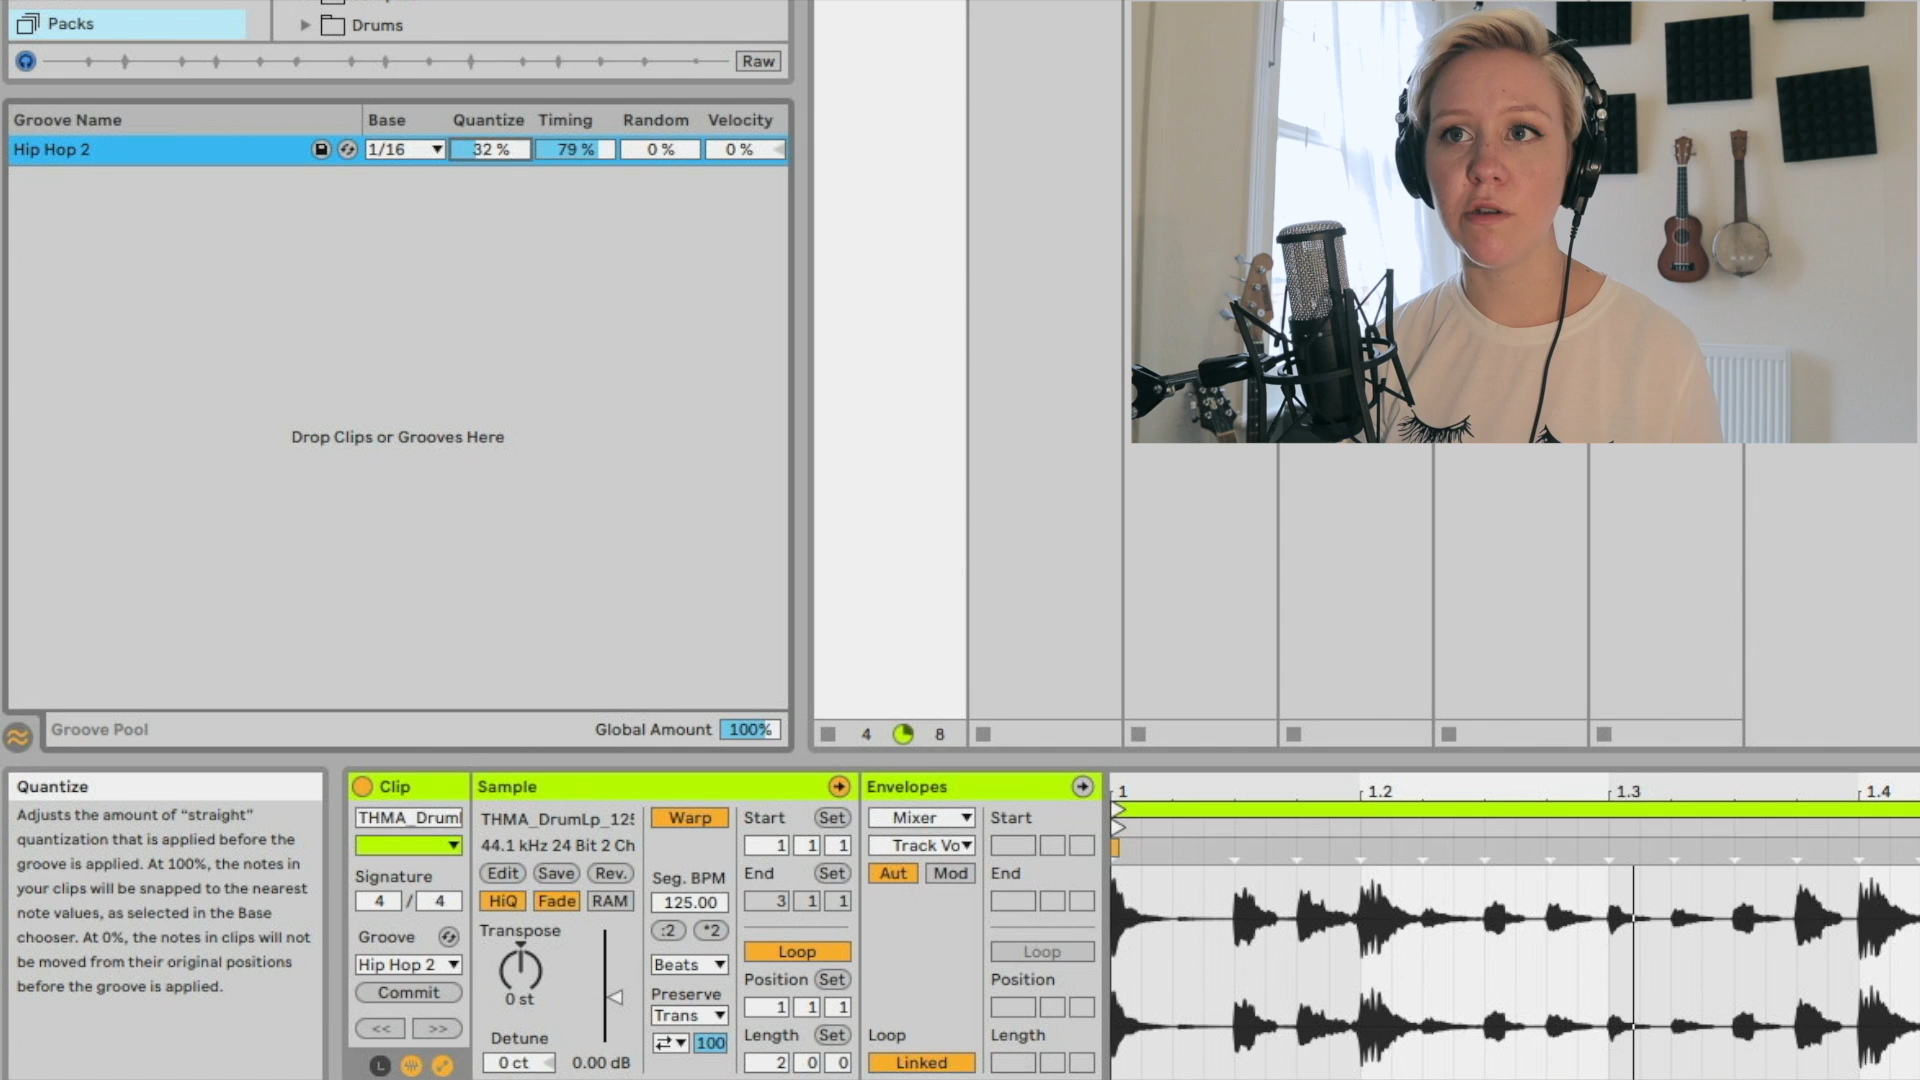 Packs
Drums
Raw
Groove Name Base Quantize Timing Random Velocity
Hip Hop 2 1/16 32 % 79 % 0 % 0 %
Drop Clips or Grooves Here
Groove Pool Global Amount 100%
4 8
Quantize
Adjusts the amount of “straight”
quantization that is applied before the
groove is applied. At 100%, the notes in
your clips will be snapped to the nearest
note values, as selected in the Base
chooser. At 0%, the notes in clips will not
be moved from their original positions
before the groove is applied.
Clip
THMA_Druml
Signature
4 / 4
Groove
Hip Hop 2
Commit
<< >>
L
Sample
THMA_DrumLp_125
44.1 kHz 24 Bit 2 Ch
Edit Save Rev.
HiQ Fade RAM
Transpose
0 st
Detune
0 ct 0.00 dB
Warp
Seg. BPM
125.00
:2 *2
Beats
Preserve
Trans
100
Start Set
1 1 1
End Set
3 1 1
Loop
Position Set
1 1 1
Length Set
2 0 0
Envelopes
Mixer
Track Vo
Aut Mod
Loop
Linked
Start
End
Loop
Position
Length
1 1.2 1.3 1.4